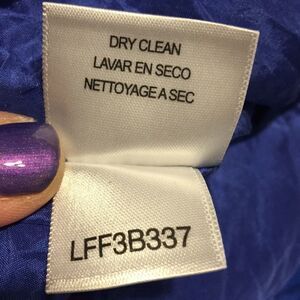 DRY CLEAN
LAVAR EN SECO
NETTOYAGE A SEC
LFF3B337